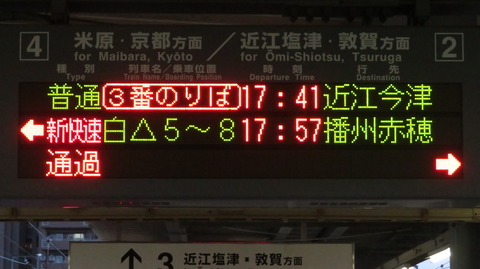 4 米原・京都方面 ／ 近江塩津・敦賀方面 2
for Maibara, Kyōto for Ōmi-Shiotsu, Tsuruga
種別 列車名／乗車位置 時刻 行先
Type Train Name/Boarding Position Departure Time Destination
普通 ③番のりば 17:41 近江今津
← 新快速 白△5〜8 17:57 播州赤穂
通過 →
↑ 3 近江塩津・敦賀方面